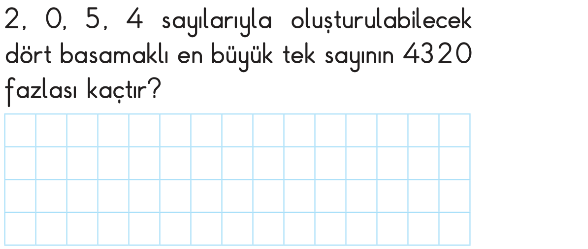 2, 0, 5, 4 sayılarıyla oluşturulabilecek
dört basamaklı en büyük tek sayının 4320
fazlası kaçtır?